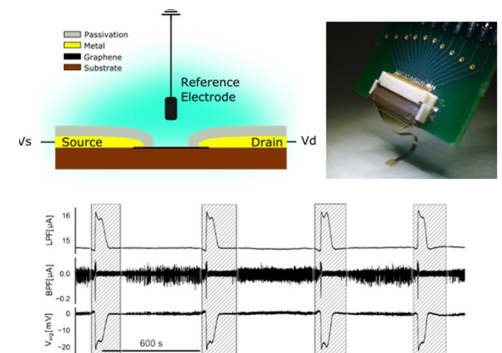 Passivation
Metal
Graphene
Substrate
Reference
Electrode
Vs
Source
Drain
Vd
LPF[µA]
16
15
BPF[µA]
0.0
−0.2
Vsig[mV]
0
−10
−20
600 s